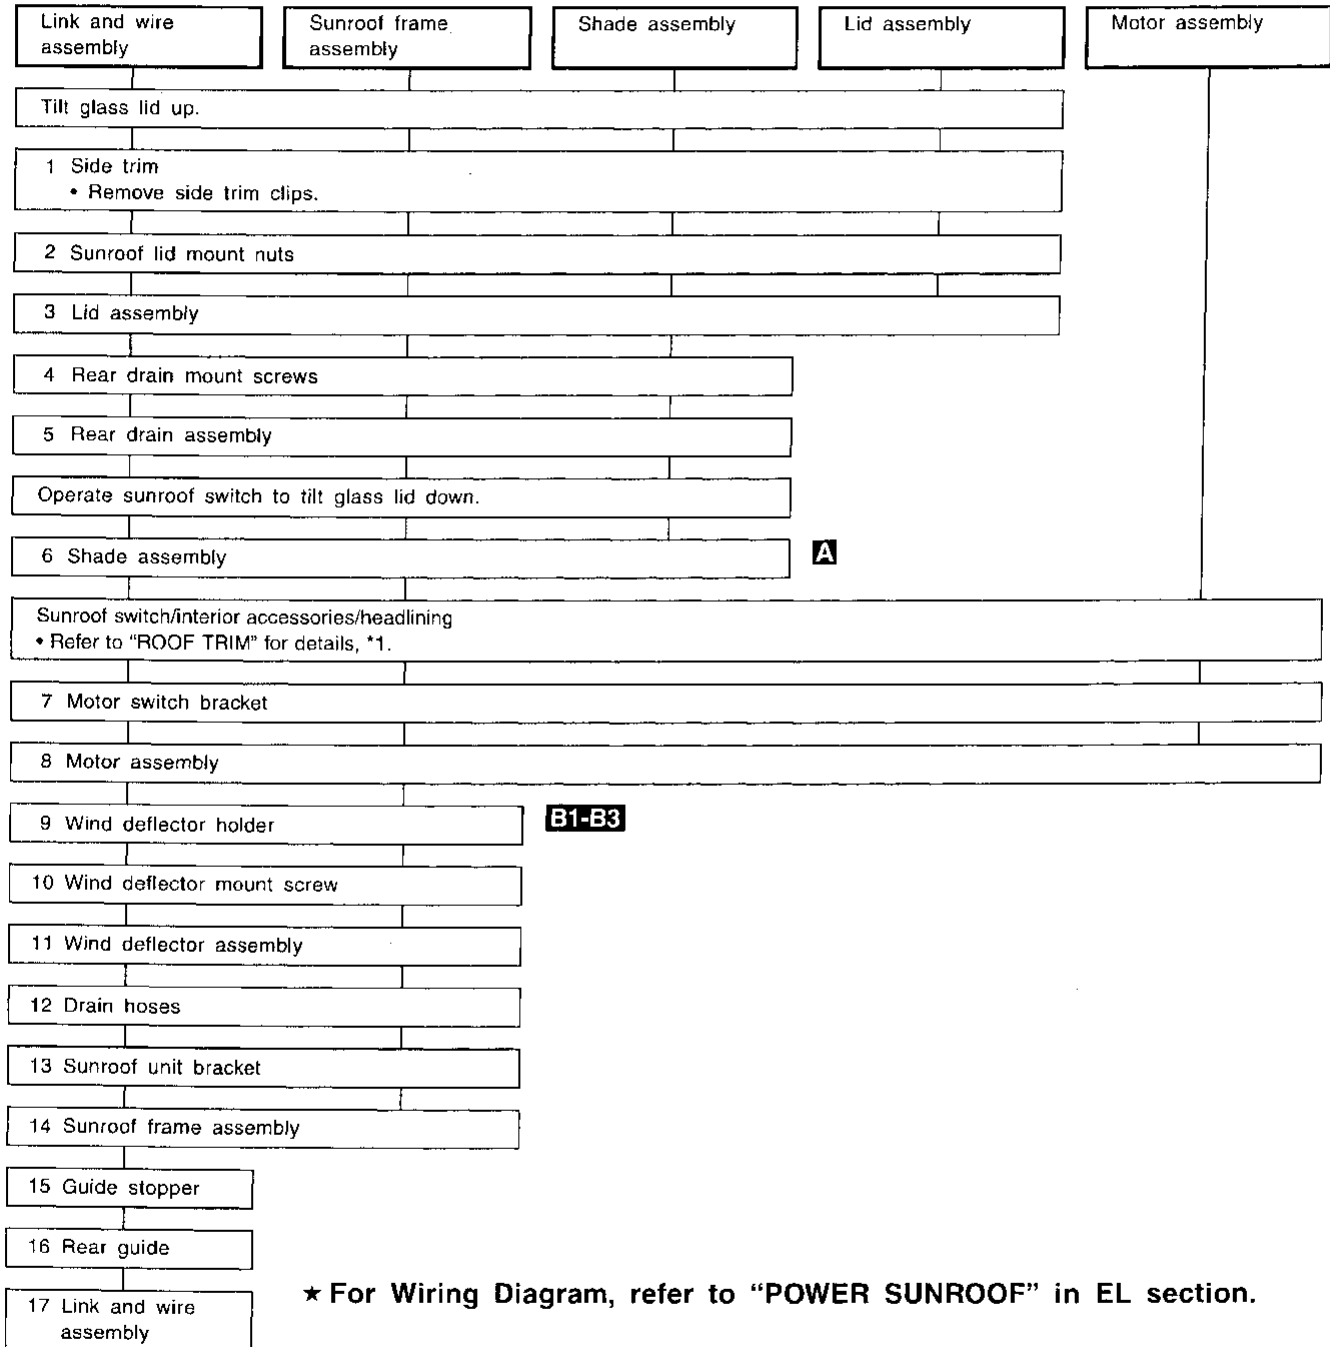 Link and wire
assembly
Sunroof frame
assembly
Shade assembly
Lid assembly
Motor assembly
Tilt glass lid up.
1 Side trim
• Remove side trim clips.
2 Sunroof lid mount nuts
3 Lid assembly
4 Rear drain mount screws
5 Rear drain assembly
Operate sunroof switch to tilt glass lid down.
6 Shade assembly
A
Sunroof switch/interior accessories/headlining
• Refer to “ROOF TRIM” for details, *1.
7 Motor switch bracket
8 Motor assembly
9 Wind deflector holder
B1-B3
10 Wind deflector mount screw
11 Wind deflector assembly
12 Drain hoses
13 Sunroof unit bracket
14 Sunroof frame assembly
15 Guide stopper
16 Rear guide
17 Link and wire
assembly
★ For Wiring Diagram, refer to “POWER SUNROOF” in EL section.